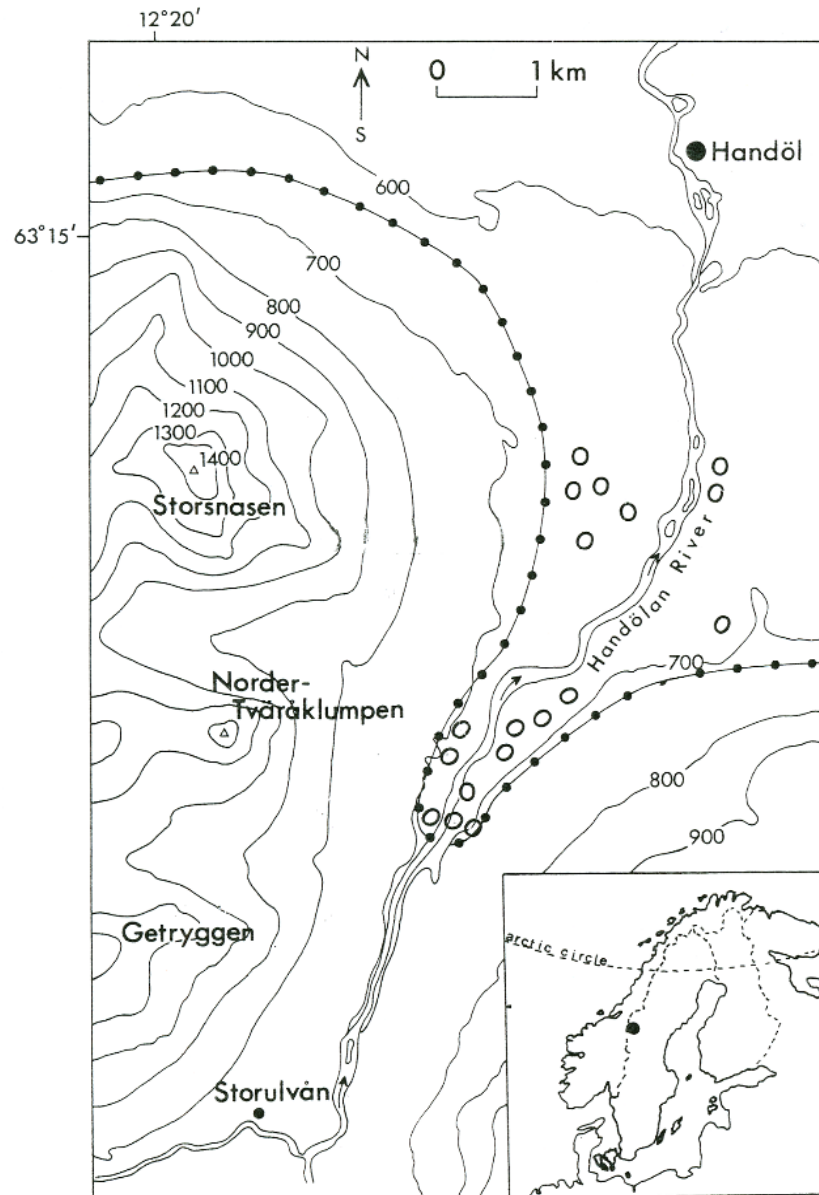 12°20′
N
S
0 1 km
Handöl
600
63°15′
700
800
900
1000
1100
1200
1300
1400
Storsnasen
Handölan River
700
Norder-
Tväråklumpen
800
900
Getryggen
arctic circle
Storulvån